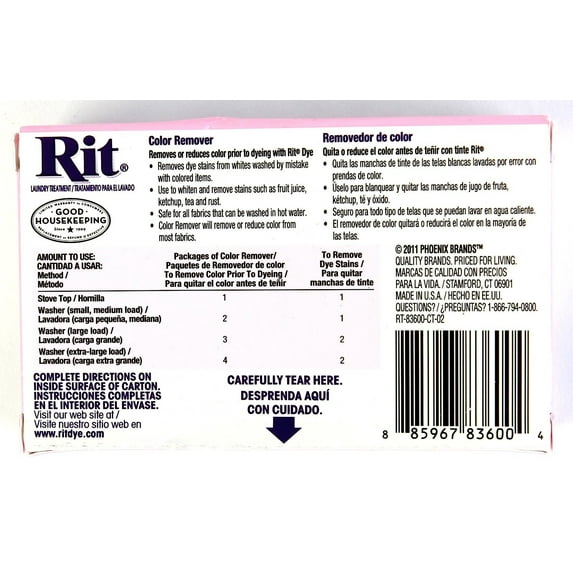 Rit®
LAUNDRY TREATMENT / TRATAMIENTO PARA EL LAVADO
GOOD
HOUSEKEEPING
Since 1909
Color Remover
Removes or reduces color prior to dyeing with Rit® Dye
• Removes dye stains from whites washed by mistake
with colored items.
• Use to whiten and remove stains such as fruit juice,
ketchup, tea and rust.
• Safe for all fabrics that can be washed in hot water.
• Color Remover will remove or reduce color from
most fabrics.
Removedor de color
Quita o reduce el color antes de teñir con tinte Rit®
• Quita las manchas de tinte de las telas blancas lavadas por error con
prendas de color.
• Úselo para blanquear y quitar las manchas de jugo de fruta,
kétchup, té y óxido.
• Seguro para todo tipo de telas que se puedan lavar en agua caliente.
• El removedor de color quitará o reducirá el color en la mayoría de
las telas.
AMOUNT TO USE:
CANTIDAD A USAR:
Method /
Método
Packages of Color Remover/
Paquetes de Removedor de color
To Remove Color Prior To Dyeing /
Para quitar el color antes de teñir
To Remove
Dye Stains /
Para quitar
manchas de tinte
Stove Top / Hornilla 1 1
Washer (small, medium load) /
Lavadora (carga pequeña, mediana) 2 1
Washer (large load) /
Lavadora (carga grande) 3 2
Washer (extra-large load) /
Lavadora (carga extra grande) 4 2
© 2011 PHOENIX BRANDS™
QUALITY BRANDS. PRICED FOR LIVING.
MARCAS DE CALIDAD CON PRECIOS
PARA LA VIDA. / STAMFORD, CT 06901
MADE IN U.S.A. / HECHO EN EE.UU.
QUESTIONS? / ¿PREGUNTAS? 1-866-794-0800.
RT-83600-CT-02
COMPLETE DIRECTIONS ON
INSIDE SURFACE OF CARTON.
INSTRUCCIONES COMPLETAS
EN EL INTERIOR DEL ENVASE.
Visit our web site at /
Visite nuestro sitio web en
www.ritdye.com
CAREFULLY TEAR HERE.
DESPRENDA AQUÍ
CON CUIDADO.
8 85967 83600 4